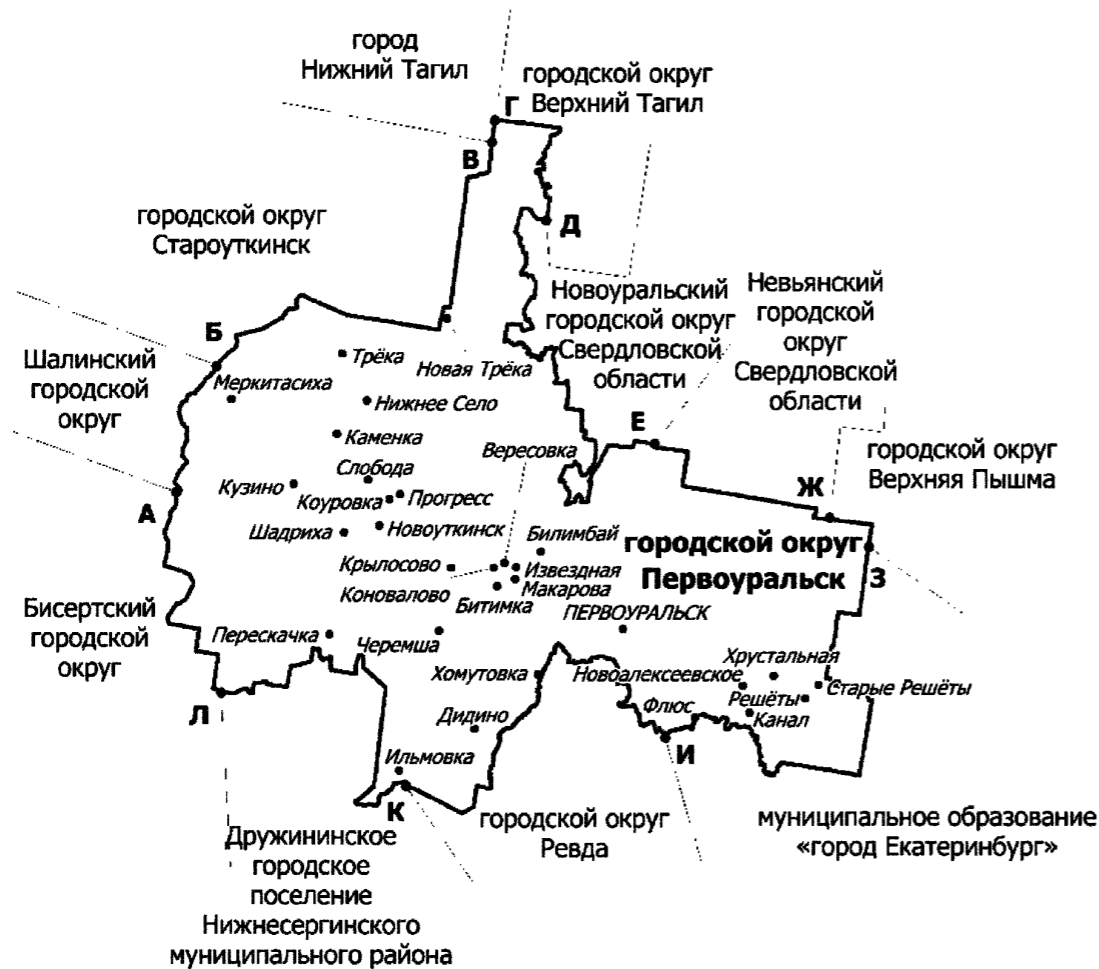 город
Нижний Тагил
городской округ
Верхний Тагил
Г
В
городской округ
Староуткинск
Д
Новоуральский
городской округ
Свердловской
области
Невьянский
городской
округ
Свердловской
области
Б
Шалинский
городской
округ
Трёка
Новая Трёка
Меркитасиха
Нижнее Село
Е
Каменка
Вересовка
городской округ
Верхняя Пышма
Слобода
Кузино
Коуровка
Прогресс
Ж
А
Шадриха
Новоуткинск
Билимбай
городской округ
Первоуральск
З
Крылосово
Извездная
Коновалово
Макарова
Битимка
ПЕРВОУРАЛЬСК
Бисертский
городской
округ
Перескачка
Черемша
Хрустальная
Хомутовка
Новоалексеевское
Старые Решёты
Решёты
Л
Флюс
Канал
Дидино
И
Ильмовка
К
городской округ
Ревда
муниципальное образование
«город Екатеринбург»
Дружининское
городское
поселение
Нижнесергинского
муниципального района